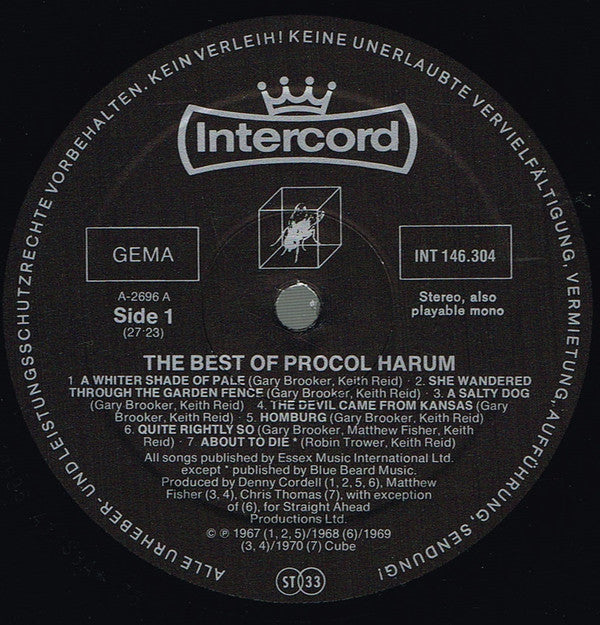 ALLE URHEBER- UND LEISTUNGSSCHUTZRECHTE VORBEHALTEN. KEIN VERLEIH! KEINE UNERLAUBTE VERVIELFÄLTIGUNG, VERMIETUNG, AUFFÜHRUNG, SENDUNG!
Intercord
GEMA
INT 146.304
A-2696 A
Side 1
(27·23)
Stereo, also
playable mono
THE BEST OF PROCOL HARUM
1 A WHITER SHADE OF PALE (Gary Brooker, Keith Reid) · 2. SHE WANDERED
THROUGH THE GARDEN FENCE (Gary Brooker, Keith Reid) · 3. A SALTY DOG
(Gary Brooker, Keith Reid) · 4. THE DEVIL CAME FROM KANSAS (Gary
Brooker, Keith Reid) · 5. HOMBURG (Gary Brooker, Keith Reid)
6. QUITE RIGHTLY SO (Gary Brooker, Matthew Fisher, Keith
Reid) · 7. ABOUT TO DIE * (Robin Trower, Keith Reid)
All songs published by Essex Music International Ltd.
except * published by Blue Beard Music.
Produced by Denny Cordell (1, 2, 5, 6), Matthew
Fisher (3, 4), Chris Thomas (7), with exception
of (6), for Straight Ahead
Productions Ltd.
© ℗ 1967 (1, 2, 5)/1968 (6)/1969
(3, 4)/1970 (7) Cube
ST 33